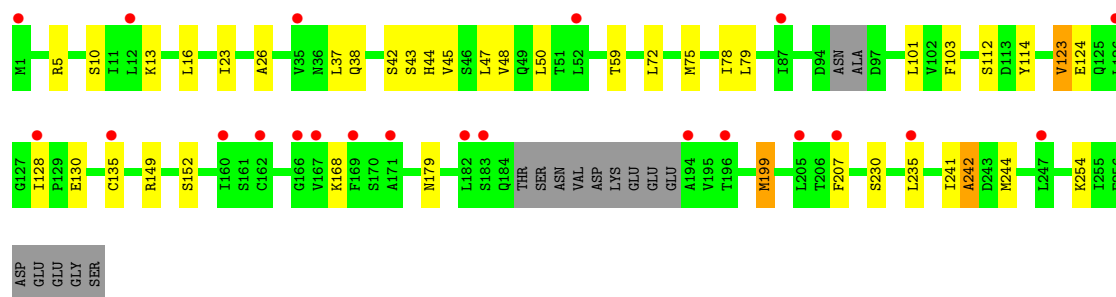 M1 R5 S10 I11 L12 K13 L16 I23 A26 V35 N36 L37 Q38 S42 S43 H44 V45 S46 L47 V48 Q49 L50 T51 L52 T59 L72 M75 I78 L79 I87 D94 ASN ALA D97 L101 V102 F103 S112 D113 Y114 V123 E124 Q125
G127 I128 P129 E130 C135 R149 S152 I160 S161 C162 G166 V167 K168 F169 S170 A171 N179 L182 S183 Q184 THR SER ASN VAL ASP LYS GLU GLU GLU A194 V195 T196 M199 L205 T206 F207 S230 L235 I241 A242 D243 M244 L247 K254 I255
ASP GLU GLU GLY SER